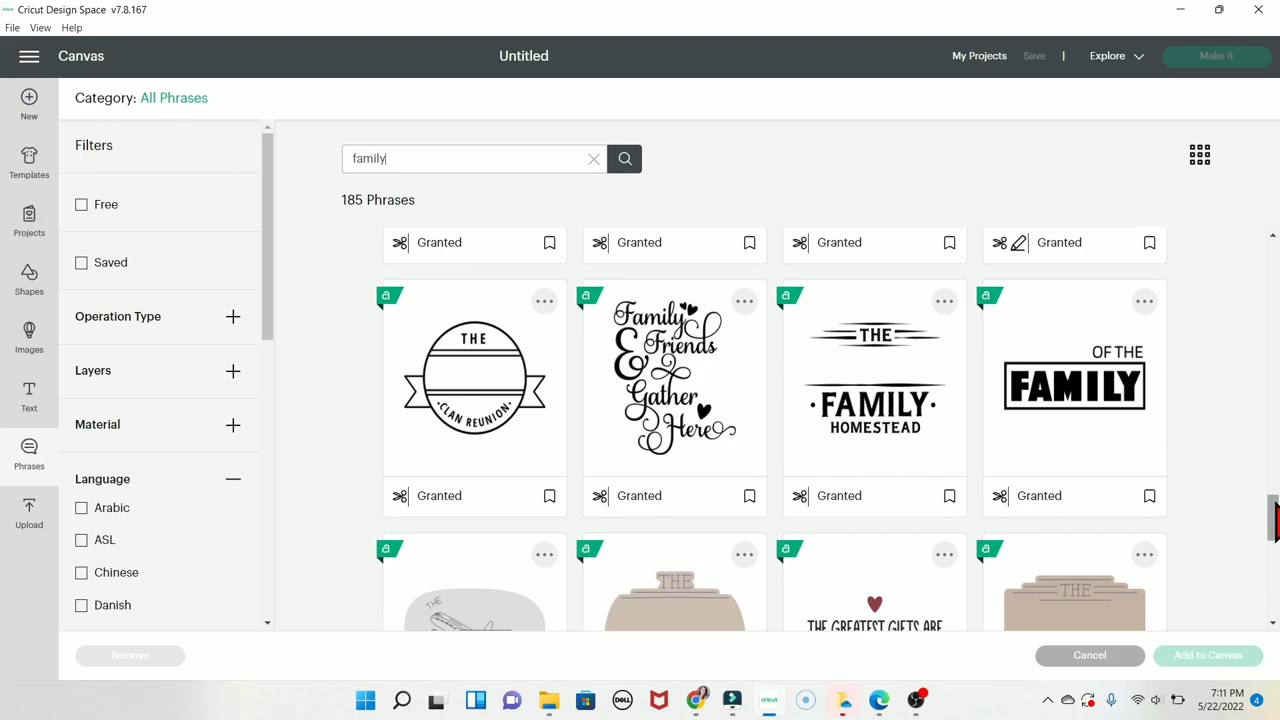 Cricut Design Space v7.8.167
File View Help
Canvas
Untitled
My Projects Save | Explore Make It
New
Templates
Projects
Shapes
Images
Text
Phrases
Upload
Category: All Phrases
Filters
Free
Saved
Operation Type
Layers
Material
Language
Arabic
ASL
Chinese
Danish
family
185 Phrases
Granted Granted Granted Granted
a a a a
THE
CLAN REUNION
Family
& Friends
Gather
Here
THE
FAMILY
HOMESTEAD
OF THE
FAMILY
Granted Granted Granted Granted
a a a a
THE
THE
THE GREATEST GIFTS ARE
THE
Remove
Cancel Add to Canvas
DELL
cricut
7:11 PM
5/22/2022
4